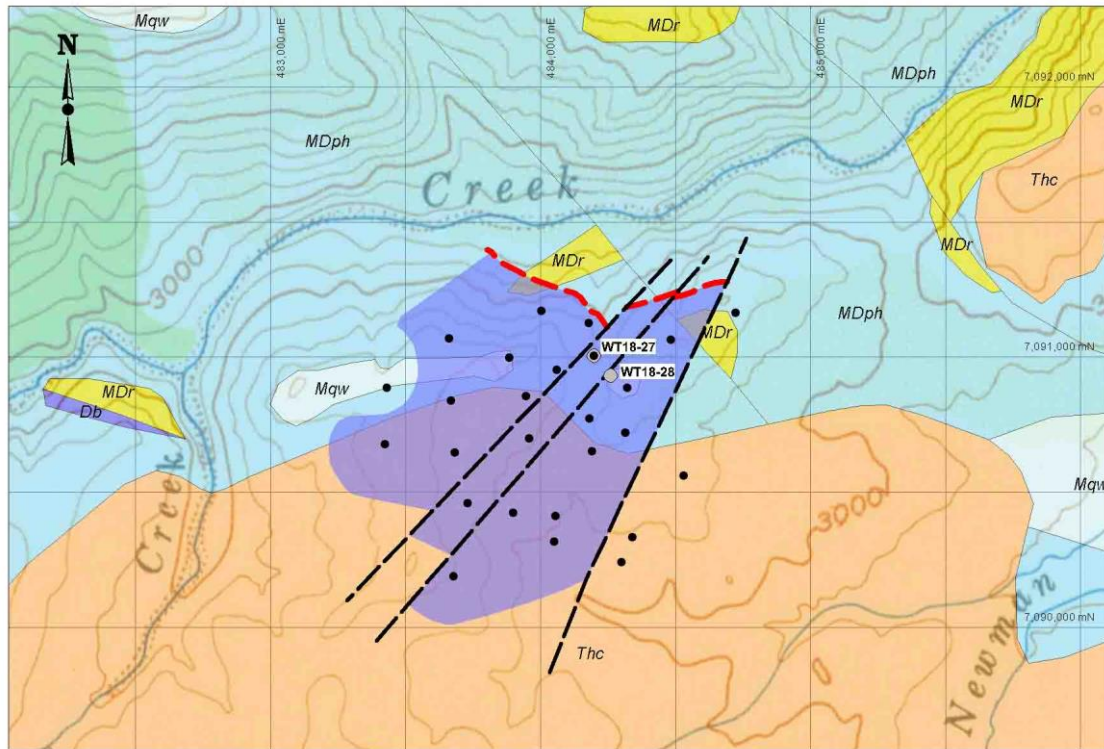 Mqw
MDr
483,000 mE
484,000 mE
485,000 mE
N
MDph
7,092,000 mN
MDr
MDph
Thc
Creek
3000
MDr
MDr
MDph
MDr
7,091,000 mN
WT18-27
WT18-28
Mqw
MDr
Db
Mqw
3000
Creek
Newman
7,090,000 mN
Thc